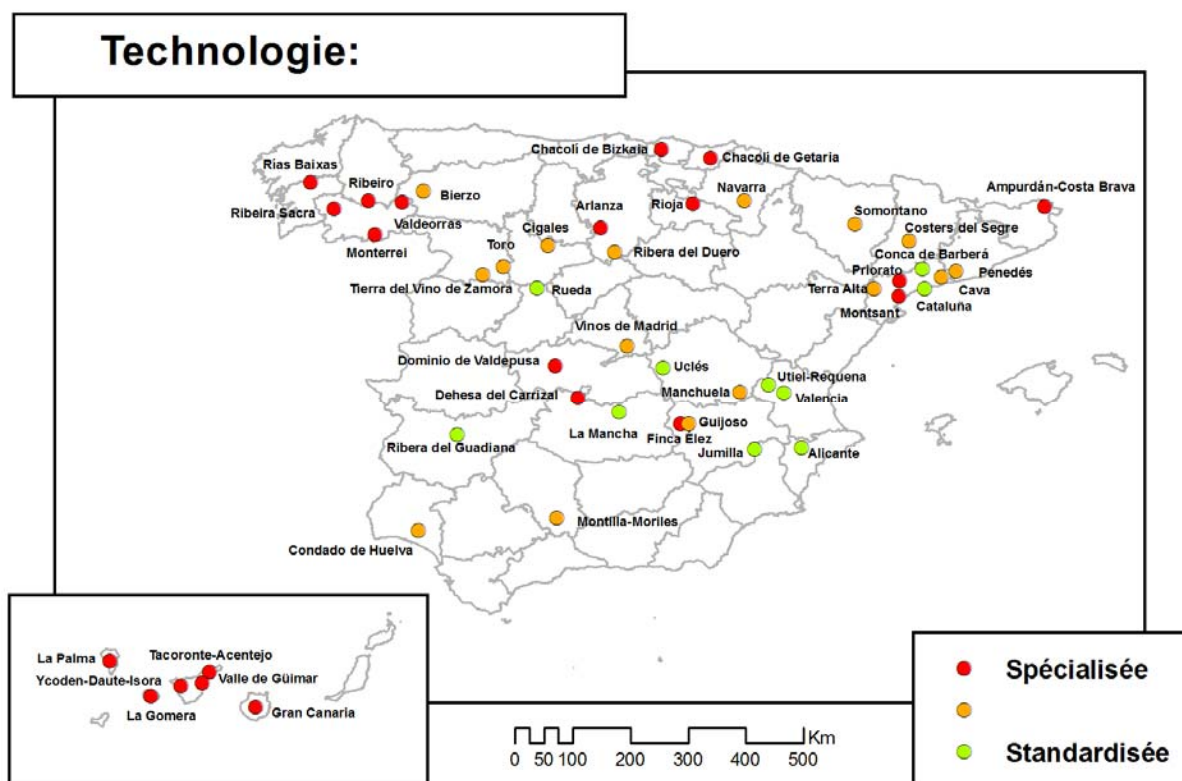 Technologie:
Chacolí de Bizkaia
Chacolí de Getaria
Rías Baixas
Ribeiro
Bierzo
Navarra
Ampurdán-Costa Brava
Ribeira Sacra
Valdeorras
Arlanza
Rioja
Somontano
Costers del Segre
Monterrei
Cigales
Toro
Ribera del Duero
Conca de Barberá
Priorato
Penedés
Tierra del Vino de Zamora
Rueda
Terra Alta
Cava
Montsant
Cataluña
Vinos de Madrid
Dominio de Valdepusa
Uclés
Utiel-Requena
Dehesa del Carrizal
Manchuela
Valencia
La Mancha
Guijoso
Finca Élez
Ribera del Guadiana
Jumilla
Alicante
Montilla-Moriles
Condado de Huelva
La Palma
Tacoronte-Acentejo
Ycoden-Daute-Isora
Valle de Güimar
La Gomera
Gran Canaria
Spécialisée
Standardisée
Km
0 50 100 200 300 400 500